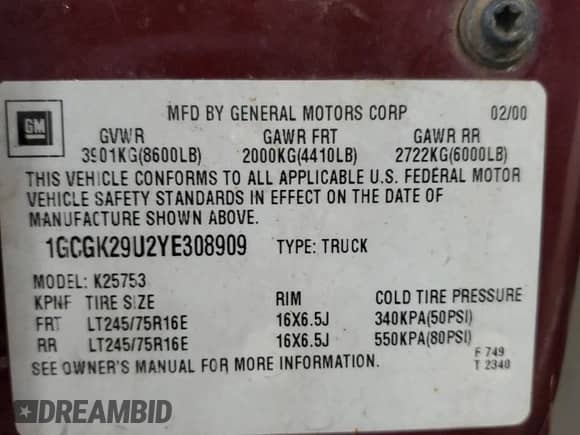 GM
MFD BY GENERAL MOTORS CORP 02/00
GVWR GAWR FRT GAWR RR
3901KG(8600LB) 2000KG(4410LB) 2722KG(6000LB)
THIS VEHICLE CONFORMS TO ALL APPLICABLE U.S. FEDERAL MOTOR
VEHICLE SAFETY STANDARDS IN EFFECT ON THE DATE OF
MANUFACTURE SHOWN ABOVE.
1GCGK29U2YE308909 TYPE: TRUCK
MODEL: K25753
KPNF TIRE SIZE RIM COLD TIRE PRESSURE
FRT LT245/75R16E 16X6.5J 340KPA(50PSI)
RR LT245/75R16E 16X6.5J 550KPA(80PSI)
SEE OWNER'S MANUAL FOR MORE INFORMATION.
F 749
T 2340
DREAMBID